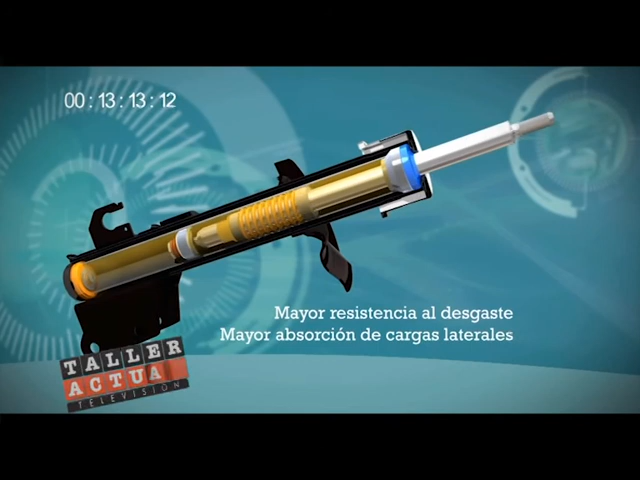 00 : 13 : 13 : 12
Mayor resistencia al desgaste
Mayor absorción de cargas laterales
TALLER
ACTUA
TELEVISIÓN